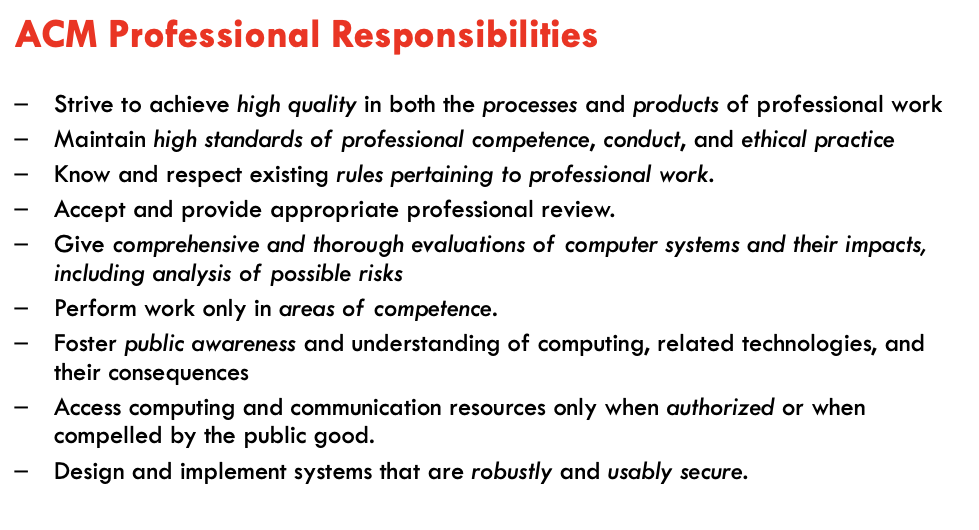 ACM Professional Responsibilities
– Strive to achieve high quality in both the processes and products of professional work
– Maintain high standards of professional competence, conduct, and ethical practice
– Know and respect existing rules pertaining to professional work.
– Accept and provide appropriate professional review.
– Give comprehensive and thorough evaluations of computer systems and their impacts,
including analysis of possible risks
– Perform work only in areas of competence.
– Foster public awareness and understanding of computing, related technologies, and
their consequences
– Access computing and communication resources only when authorized or when
compelled by the public good.
– Design and implement systems that are robustly and usably secure.